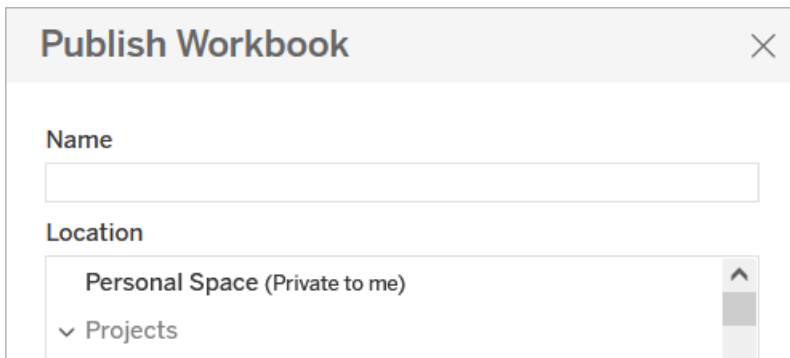 Publish Workbook
Name
Location
Personal Space (Private to me)
Projects